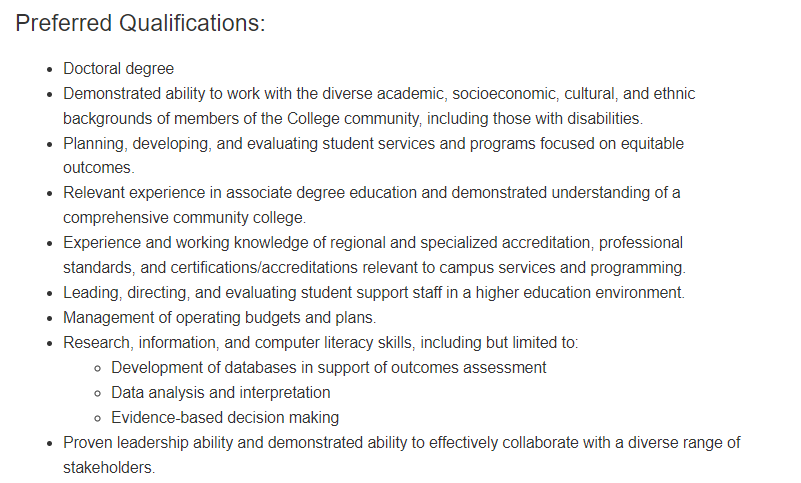 Preferred Qualifications:
• Doctoral degree
• Demonstrated ability to work with the diverse academic, socioeconomic, cultural, and ethnic
backgrounds of members of the College community, including those with disabilities.
• Planning, developing, and evaluating student services and programs focused on equitable
outcomes.
• Relevant experience in associate degree education and demonstrated understanding of a
comprehensive community college.
• Experience and working knowledge of regional and specialized accreditation, professional
standards, and certifications/accreditations relevant to campus services and programming.
• Leading, directing, and evaluating student support staff in a higher education environment.
• Management of operating budgets and plans.
• Research, information, and computer literacy skills, including but limited to:
◦ Development of databases in support of outcomes assessment
◦ Data analysis and interpretation
◦ Evidence-based decision making
• Proven leadership ability and demonstrated ability to effectively collaborate with a diverse range of
stakeholders.